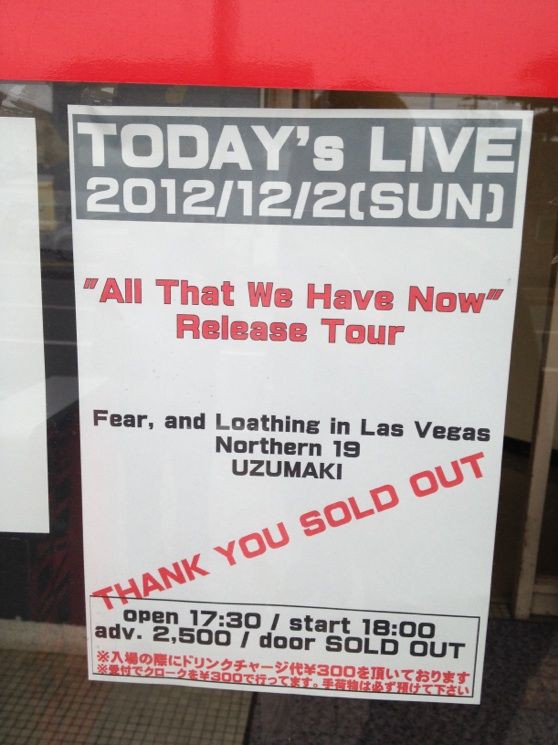 TODAY's LIVE
2012/12/2(SUN)
"All That We Have Now"
Release Tour
Fear, and Loathing in Las Vegas
Northern 19
UZUMAKI
THANK YOU SOLD OUT
open 17:30 / start 18:00
adv. 2,500 / door SOLD OUT
※入場の際にドリンクチャージ代¥300を頂いております
※受付でクロークを¥300で行ってます。手荷物は必ず預けて下さい